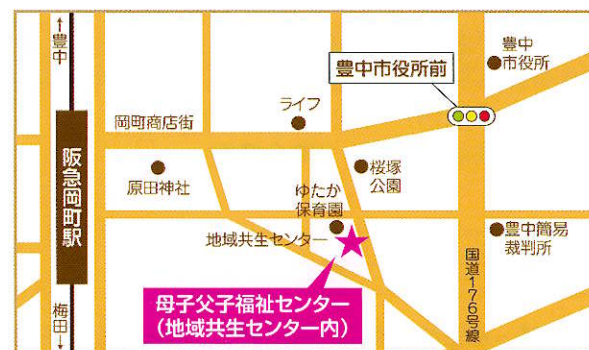 ↑豊中
豊中
市役所
豊中市役所前
ライフ
岡町商店街
阪急岡町駅
原田神社
桜塚
公園
ゆたか
保育園
地域共生センター
豊中簡易
裁判所
国道176号線
母子父子福祉センター
（地域共生センター内）
梅田↓